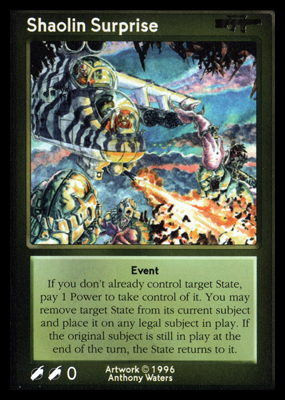 Shaolin Surprise
Event
If you don't already control target State,
pay 1 Power to take control of it. You may
remove target State from its current subject
and place it on any legal subject in play. If
the original subject is still in play at the
end of the turn, the State returns to it.
0
Artwork © 1996
Anthony Waters